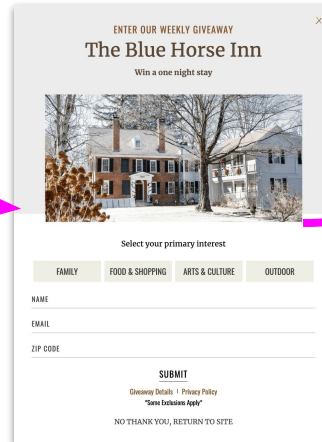 X
ENTER OUR WEEKLY GIVEAWAY
The Blue Horse Inn
Win a one night stay
Select your primary interest
FAMILY FOOD & SHOPPING ARTS & CULTURE OUTDOOR
NAME
EMAIL
ZIP CODE
SUBMIT
Giveaway Details | Privacy Policy
*Some Exclusions Apply*
NO THANK YOU, RETURN TO SITE